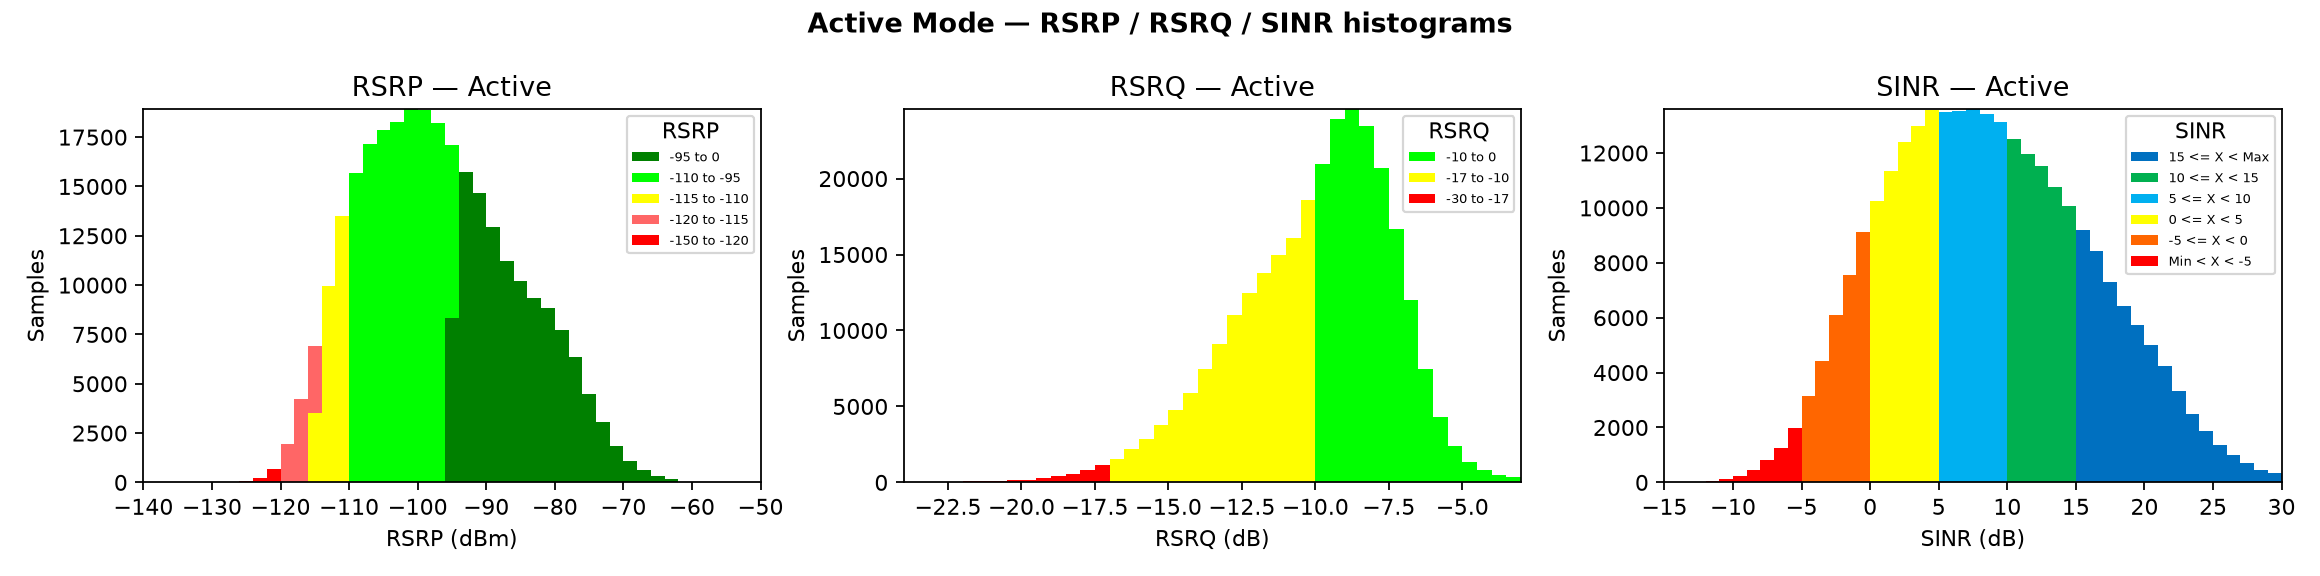 Active Mode — RSRP / RSRQ / SINR histograms
RSRP — Active
Samples
17500
15000
12500
10000
7500
5000
2500
0
−140 −130 −120 −110 −100 −90 −80 −70 −60 −50
RSRP (dBm)
RSRP
-95 to 0
-110 to -95
-115 to -110
-120 to -115
-150 to -120
RSRQ — Active
Samples
20000
15000
10000
5000
0
−22.5 −20.0 −17.5 −15.0 −12.5 −10.0 −7.5 −5.0
RSRQ (dB)
RSRQ
-10 to 0
-17 to -10
-30 to -17
SINR — Active
Samples
12000
10000
8000
6000
4000
2000
0
−15 −10 −5 0 5 10 15 20 25 30
SINR (dB)
SINR
15 <= X < Max
10 <= X < 15
5 <= X < 10
0 <= X < 5
-5 <= X < 0
Min < X < -5